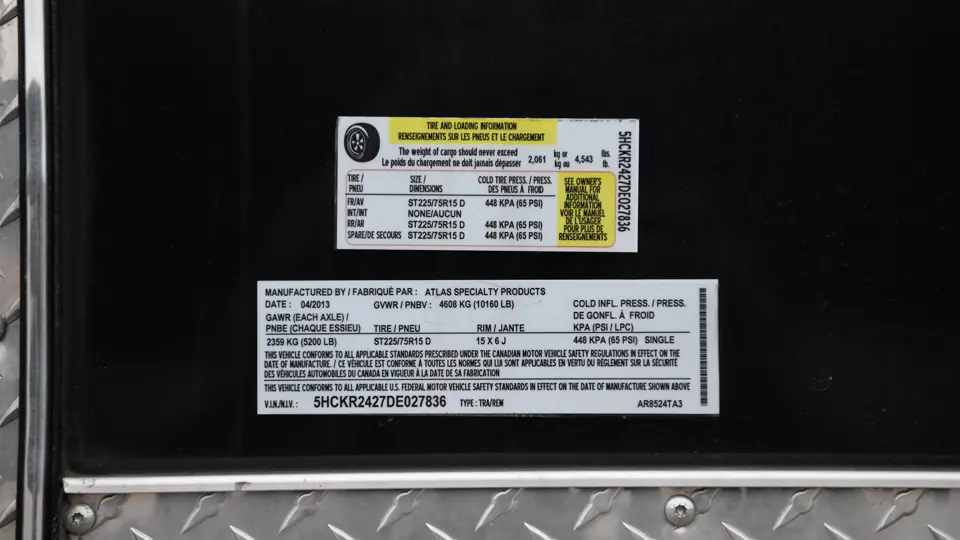 TIRE AND LOADING INFORMATION
RENSEIGNEMENTS SUR LES PNEUS ET LE CHARGEMENT
The weight of cargo should never exceed
Le poids du chargement ne doit jamais dépasser 2,061 kg or kg ou 4,543 lbs. lb.
TIRE / PNEU SIZE / DIMENSIONS COLD TIRE PRESS. / PRESS. DES PNEUS À FROID
FR/AV ST225/75R15 D 448 KPA (65 PSI)
INT/INT NONE/AUCUN
RR/AR ST225/75R15 D 448 KPA (65 PSI)
SPARE/DE SECOURS ST225/75R15 D 448 KPA (65 PSI)
SEE OWNER'S
MANUAL FOR
ADDITIONAL
INFORMATION
VOIR LE MANUEL
DE L'USAGER
POUR PLUS DE
RENSEIGNEMENTS
5HCKR2427DE027836
MANUFACTURED BY / FABRIQUÉ PAR : ATLAS SPECIALTY PRODUCTS
DATE : 04/2013 GVWR / PNBV : 4608 KG (10160 LB)
GAWR (EACH AXLE) /
PNBE (CHAQUE ESSIEU) TIRE / PNEU RIM / JANTE
COLD INFL. PRESS. / PRESS.
DE GONFL. À FROID
KPA (PSI / LPC)
2359 KG (5200 LB) ST225/75R15 D 15 X 6 J 448 KPA (65 PSI) SINGLE
THIS VEHICLE CONFORMS TO ALL APPLICABLE STANDARDS PRESCRIBED UNDER THE CANADIAN MOTOR VEHICLE SAFETY REGULATIONS IN EFFECT ON THE
DATE OF MANUFACTURE. / CE VÉHICULE EST CONFORME À TOUTES LES NORMES QUI LUI SONT APPLICABLES EN VERTU DU RÈGLEMENT SUR LA SÉCURITÉ
DES VÉHICULES AUTOMOBILES DU CANADA EN VIGUEUR À LA DATE DE SA FABRICATION
THIS VEHICLE CONFORMS TO ALL APPLICABLE U.S. FEDERAL MOTOR VEHICLE SAFETY STANDARDS IN EFFECT ON THE DATE OF MANUFACTURE SHOWN ABOVE
V.I.N./N.I.V. : 5HCKR2427DE027836 TYPE : TRA/REM AR8524TA3